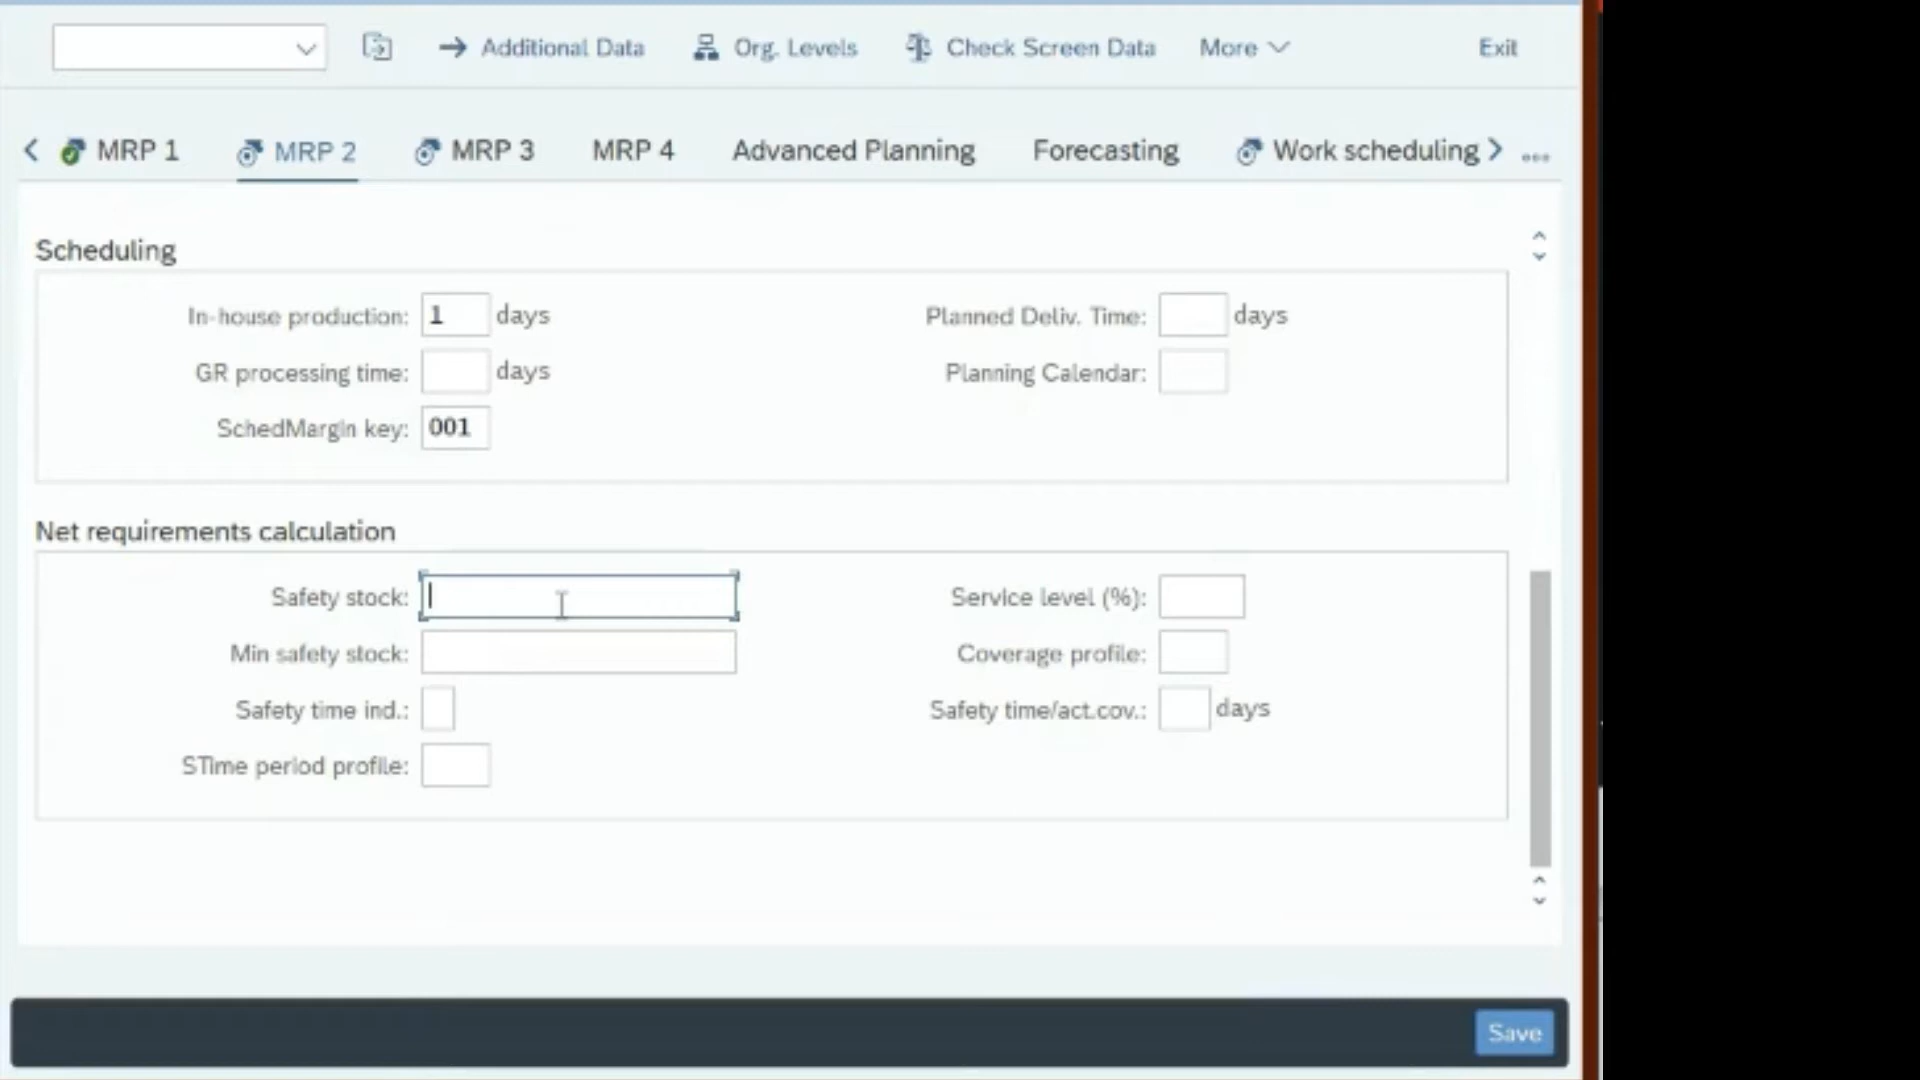 Additional Data Org. Levels Check Screen Data More Exit
MRP 1 MRP 2 MRP 3 MRP 4 Advanced Planning Forecasting Work scheduling
Scheduling
In-house production: 1 days Planned Deliv. Time: days
GR processing time: days Planning Calendar:
SchedMargin key: 001
Net requirements calculation
Safety stock: Service level (%):
Min safety stock: Coverage profile:
Safety time ind.: Safety time/act.cov.: days
STime period profile:
Save